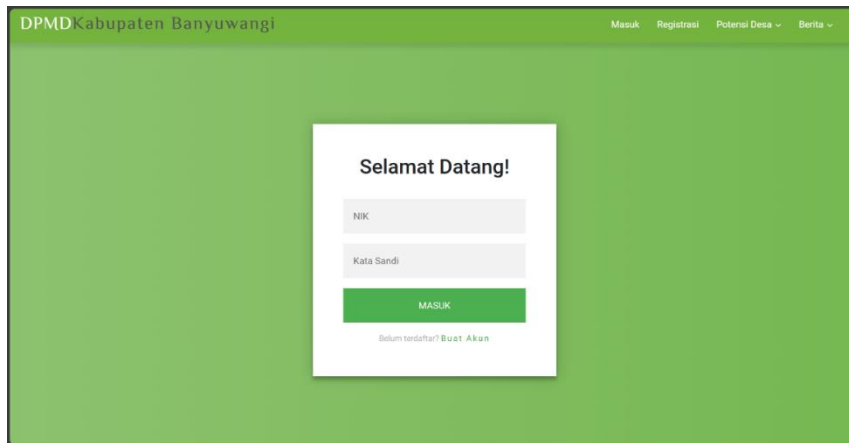 DPMDKabupaten Banyuwangi
Masuk Registrasi Potensi Desa Berita
Selamat Datang!
NIK
Kata Sandi
MASUK
Belum terdaftar? Buat Akun